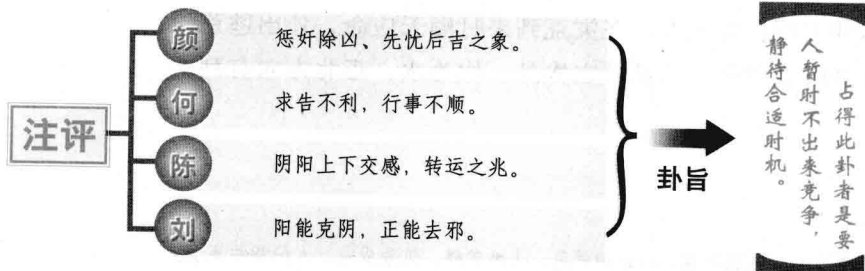 注评
颜
惩奸除凶、先忧后吉之象。
何
求告不利，行事不顺。
陈
阴阳上下交感，转运之兆。
刘
阳能克阴，正能去邪。
卦旨
占得此卦者是要
人暂时不出来竞争，
静待合适时机。